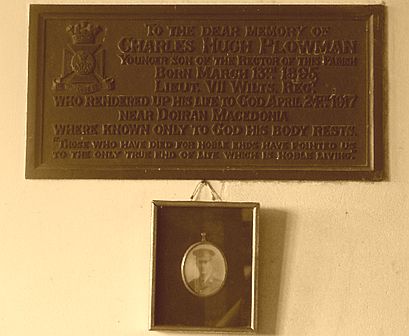 To the dear memory of
Charles Hugh Plowman
Younger son of the Rector of this parish
Born March 13th 1895
Lieut. VII Wilts. Regt.
who rendered up his life to God April 24th 1917
near Doiran Macedonia
where known only to God his body rests.
"Those who have died for noble ends have pointed us
to the only true end of life which is noble living."